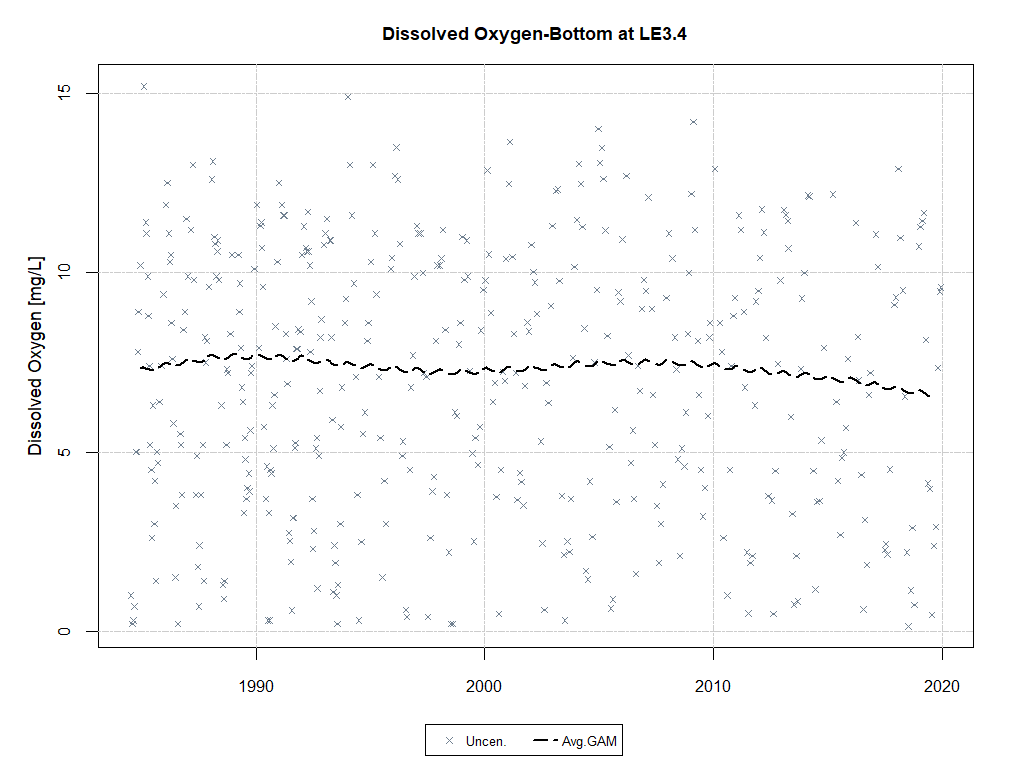 Dissolved Oxygen-Bottom at LE3.4
Dissolved Oxygen [mg/L]
15
10
5
0
1990 2000 2010 2020
Uncen. Avg.GAM